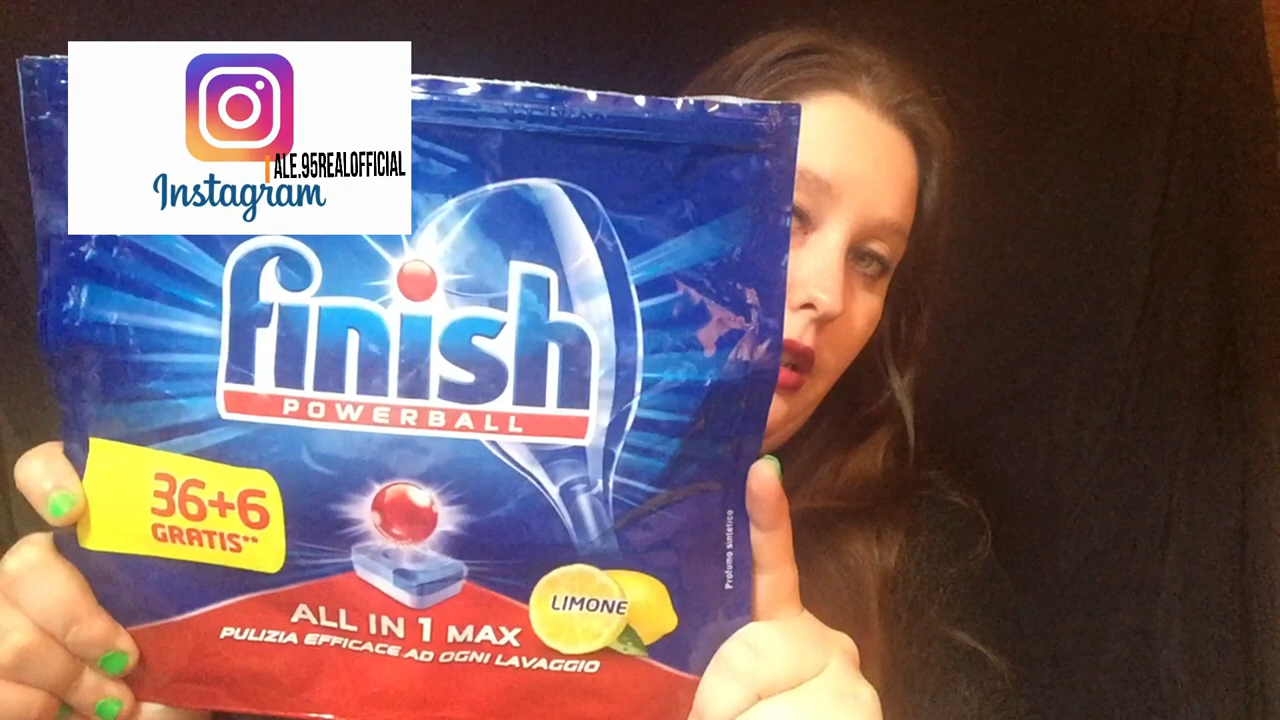 ALE.95REALOFFICIAL
Instagram
finish
POWERBALL
36+6
GRATIS**
LIMONE
ALL IN 1 MAX
PULIZIA EFFICACE AD OGNI LAVAGGIO
Profumo sintetico